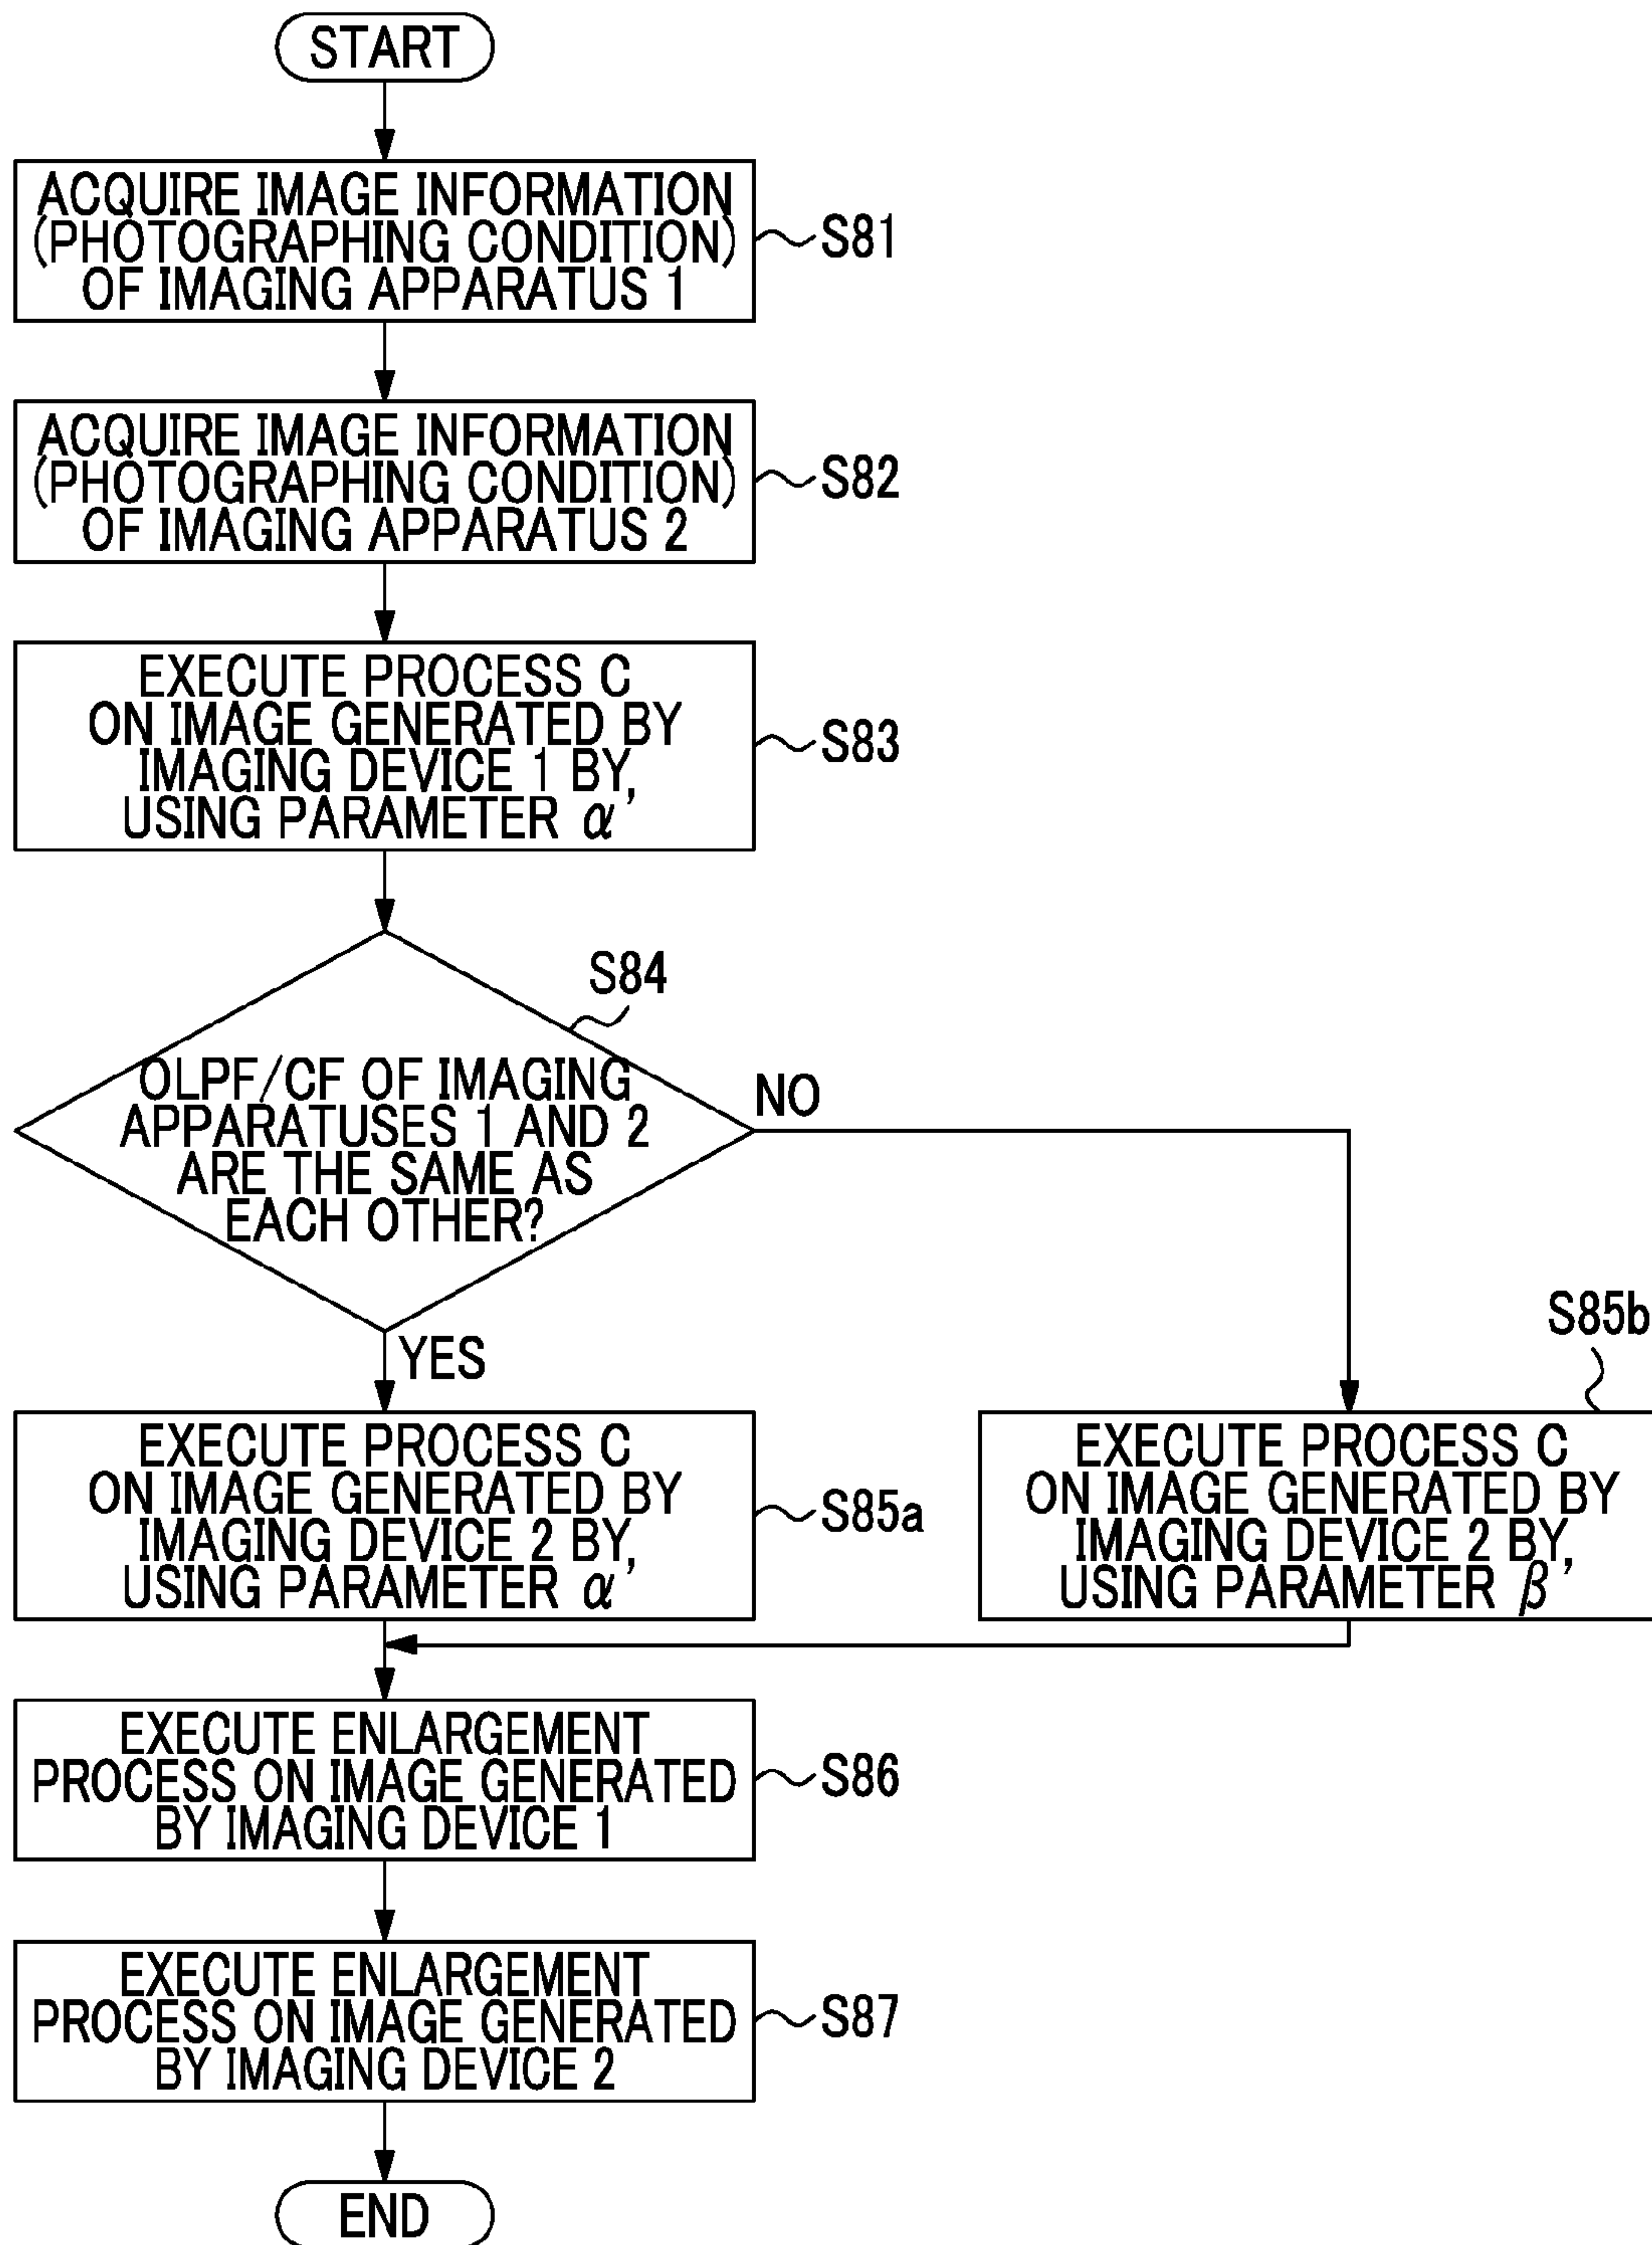 START
ACQUIRE IMAGE INFORMATION
(PHOTOGRAPHING CONDITION)
OF IMAGING APPARATUS 1
S81
ACQUIRE IMAGE INFORMATION
(PHOTOGRAPHING CONDITION)
OF IMAGING APPARATUS 2
S82
EXECUTE PROCESS C
ON IMAGE GENERATED BY
IMAGING DEVICE 1 BY,
USING PARAMETER α'
S83
S84
OLPF/CF OF IMAGING
APPARATUSES 1 AND 2
ARE THE SAME AS
EACH OTHER?
NO
YES
EXECUTE PROCESS C
ON IMAGE GENERATED BY
IMAGING DEVICE 2 BY,
USING PARAMETER α'
S85a
S85b
EXECUTE PROCESS C
ON IMAGE GENERATED BY
IMAGING DEVICE 2 BY,
USING PARAMETER β'
EXECUTE ENLARGEMENT
PROCESS ON IMAGE GENERATED
BY IMAGING DEVICE 1
S86
EXECUTE ENLARGEMENT
PROCESS ON IMAGE GENERATED
BY IMAGING DEVICE 2
S87
END